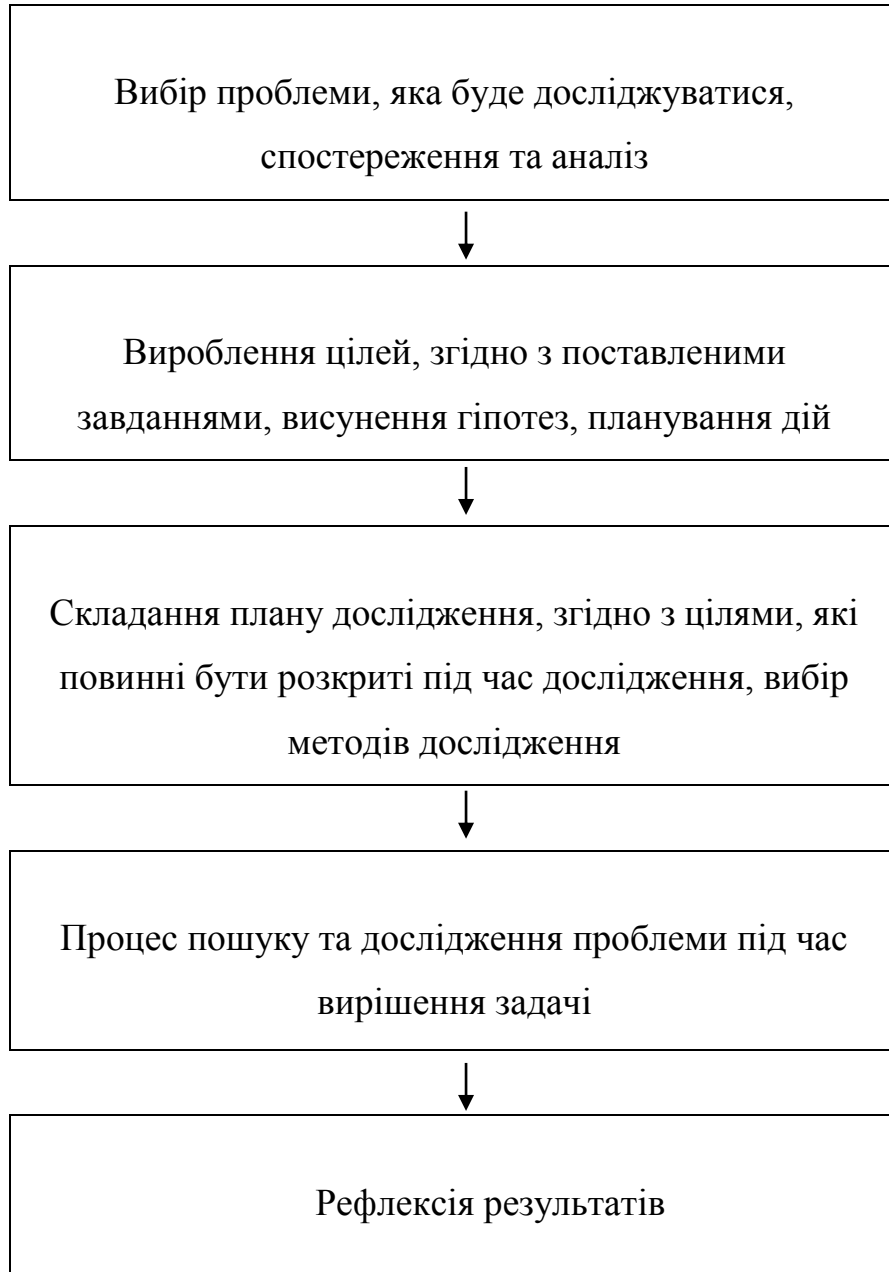 Вибір проблеми, яка буде досліджуватися,
спостереження та аналіз
Вироблення цілей, згідно з поставленими
завданнями, висунення гіпотез, планування дій
Складання плану дослідження, згідно з цілями, які
повинні бути розкриті під час дослідження, вибір
методів дослідження
Процес пошуку та дослідження проблеми під час
вирішення задачі
Рефлексія результатів